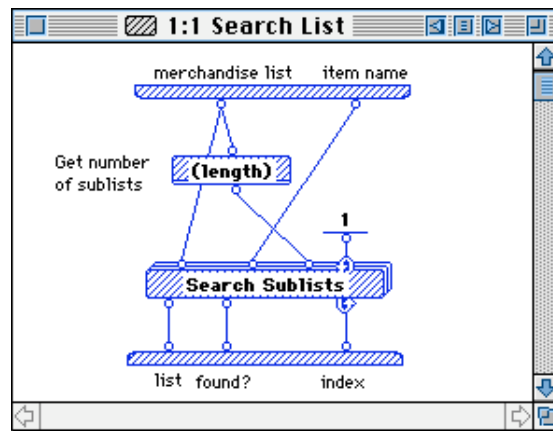 1:1 Search List
merchandise list item name
Get number
of sublists
(length)
1
Search Sublists
list found? index